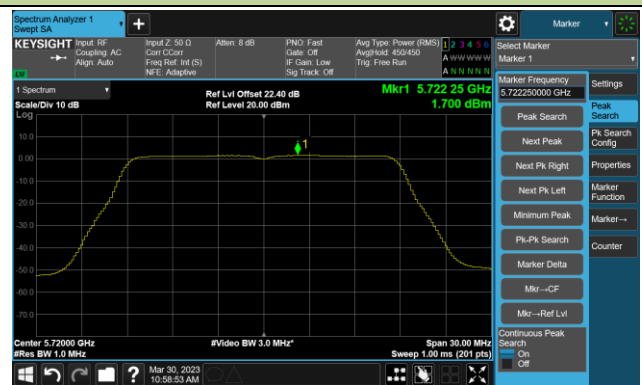 Spectrum Analyzer 1
Swept SA
+
Marker
KEYSIGHT
Input: RF
Coupling: AC
Align: Auto
Input Z: 50 Ω
Corr CCorr
Freq Ref: Int (S)
NFE: Adaptive
Atten: 8 dB
PNO: Fast
Gate: Off
IF Gain: Low
Sig Track: Off
Avg Type: Power (RMS)
Avg|Hold: 450/450
Trig: Free Run
1 2 3 4 5 6
A W W W W W
A N N N N N
Select Marker
Marker 1
LW
1 Spectrum
Scale/Div 10 dB
Log
Ref Lvl Offset 22.40 dB
Ref Level 20.00 dBm
Mkr1 5.722 25 GHz
1.700 dBm
10.0
0.00
-10.0
-20.0
-30.0
-40.0
-50.0
-60.0
-70.0
1
Center 5.72000 GHz
#Res BW 1.0 MHz
#Video BW 3.0 MHz*
Span 30.00 MHz
Sweep 1.00 ms (201 pts)
Marker Frequency
5.722250000 GHz
Peak Search
Next Peak
Next Pk Right
Next Pk Left
Minimum Peak
Pk-Pk Search
Marker Delta
Mkr→CF
Mkr→Ref Lvl
Continuous Peak
Search
On
Off
Settings
Peak
Search
Pk Search
Config
Properties
Marker
Function
Marker→
Counter
?
Mar 30, 2023
10:58:53 AM